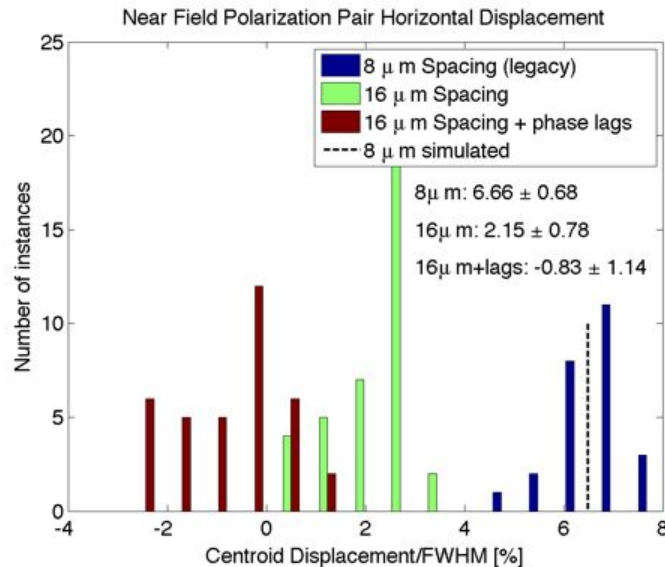 Near Field Polarization Pair Horizontal Displacement
25
20
15
10
5
0
Number of instances
8 μ m Spacing (legacy)
16 μ m Spacing
16 μ m Spacing + phase lags
8 μ m simulated
8μ m: 6.66 ± 0.68
16μ m: 2.15 ± 0.78
16μ m+lags: -0.83 ± 1.14
-4
-2
0
2
4
6
8
Centroid Displacement/FWHM [%]